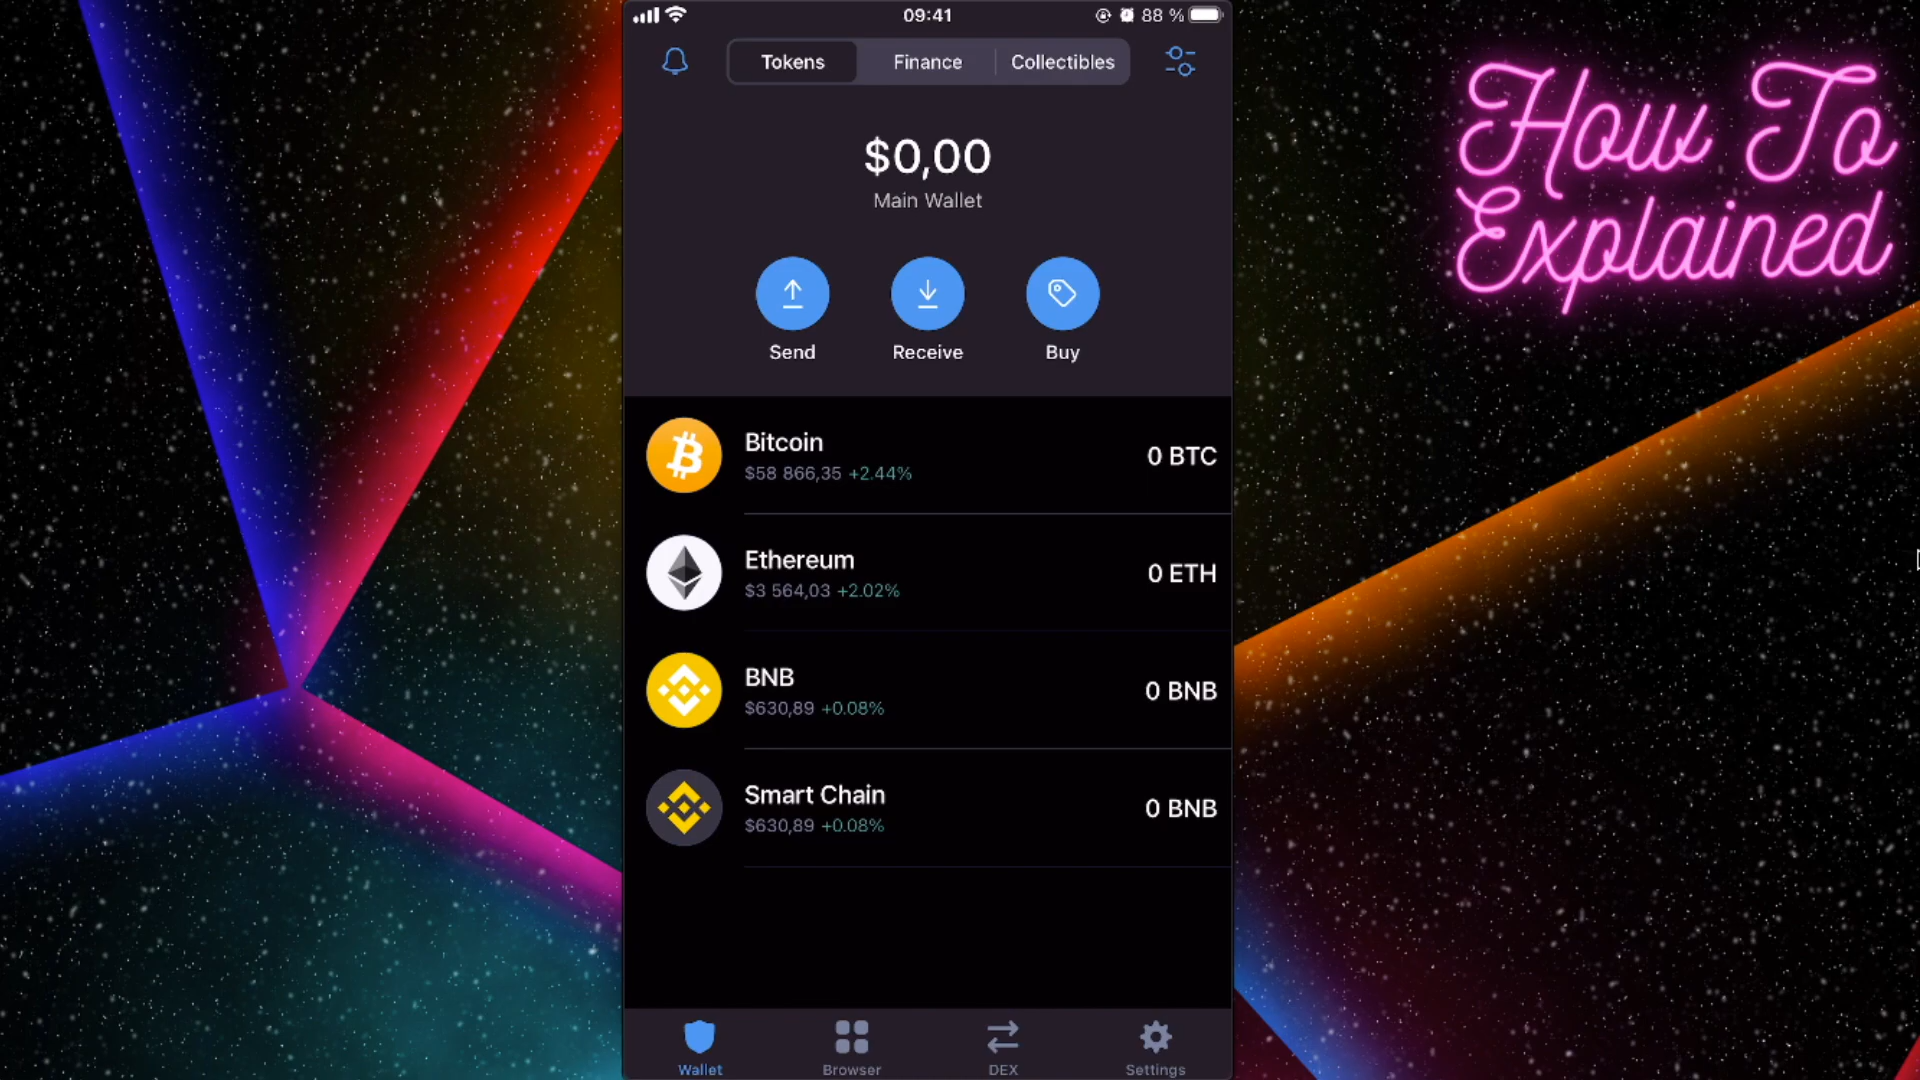 09:41
88 %
Tokens
Finance
Collectibles
How To
Explained
$0,00
Main Wallet
Send
Receive
Buy
Bitcoin
$58 866,35 +2.44%
0 BTC
Ethereum
$3 564,03 +2.02%
0 ETH
BNB
$630,89 +0.08%
0 BNB
Smart Chain
$630,89 +0.08%
0 BNB
Wallet
Browser
DEX
Settings